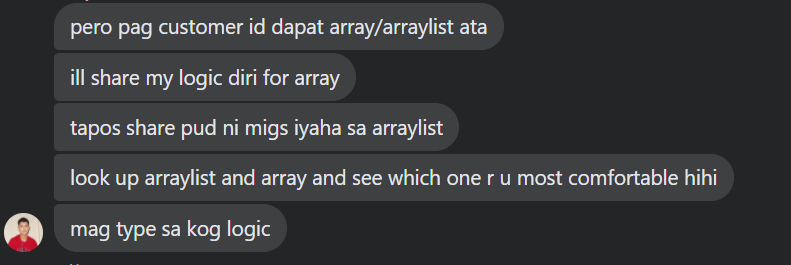 pero pag customer id dapat array/arraylist ata
ill share my logic diri for array
tapos share pud ni migs iyaha sa arraylist
look up arraylist and array and see which one r u most comfortable hihi
mag type sa kog logic